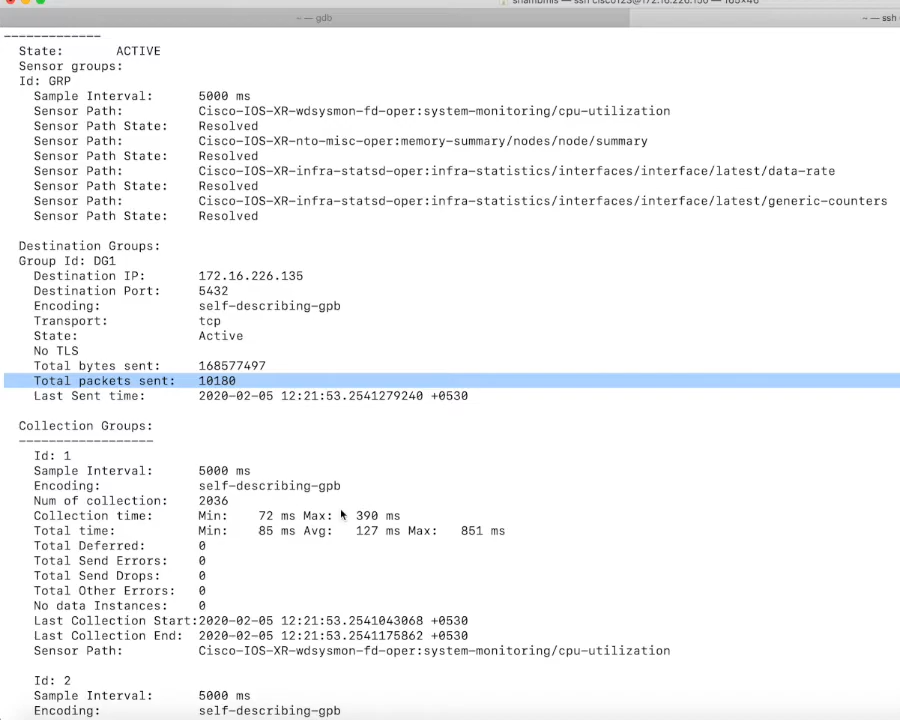 ~ — gdb
~ — ssh
-------------
State: ACTIVE
Sensor groups:
Id: GRP
Sample Interval: 5000 ms
Sensor Path: Cisco-IOS-XR-wdsysmon-fd-oper:system-monitoring/cpu-utilization
Sensor Path State: Resolved
Sensor Path: Cisco-IOS-XR-nto-misc-oper:memory-summary/nodes/node/summary
Sensor Path State: Resolved
Sensor Path: Cisco-IOS-XR-infra-statsd-oper:infra-statistics/interfaces/interface/latest/data-rate
Sensor Path State: Resolved
Sensor Path: Cisco-IOS-XR-infra-statsd-oper:infra-statistics/interfaces/interface/latest/generic-counters
Sensor Path State: Resolved
Destination Groups:
Group Id: DG1
Destination IP: 172.16.226.135
Destination Port: 5432
Encoding: self-describing-gpb
Transport: tcp
State: Active
No TLS
Total bytes sent: 168577497
Total packets sent: 10180
Last Sent time: 2020-02-05 12:21:53.2541279240 +0530
Collection Groups:
------------------
Id: 1
Sample Interval: 5000 ms
Encoding: self-describing-gpb
Num of collection: 2036
Collection time: Min: 72 ms Max: 390 ms
Total time: Min: 85 ms Avg: 127 ms Max: 851 ms
Total Deferred: 0
Total Send Errors: 0
Total Send Drops: 0
Total Other Errors: 0
No data Instances: 0
Last Collection Start:2020-02-05 12:21:53.2541043068 +0530
Last Collection End: 2020-02-05 12:21:53.2541175862 +0530
Sensor Path: Cisco-IOS-XR-wdsysmon-fd-oper:system-monitoring/cpu-utilization
Id: 2
Sample Interval: 5000 ms
Encoding: self-describing-gpb